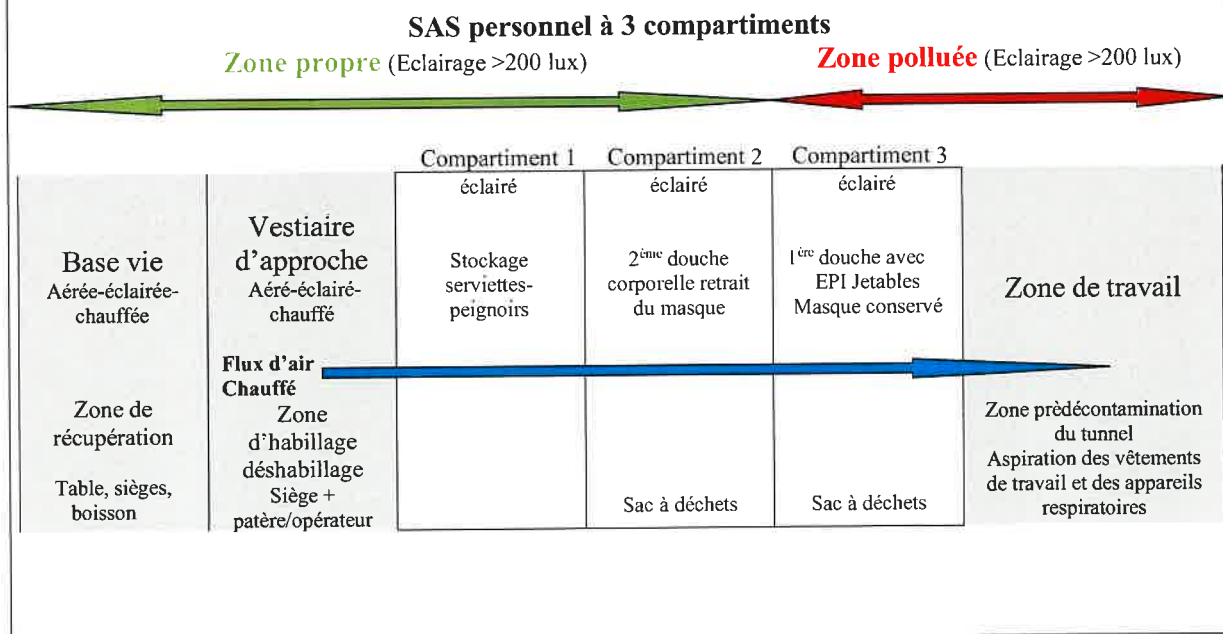 SAS personnel à 3 compartiments
Zone propre (Eclairage >200 lux)
Zone polluée (Eclairage >200 lux)
Compartiment 1
Compartiment 2
Compartiment 3
Base vie
Aérée-éclairée-
chauffée
Zone de
récupération
Table, sièges,
boisson
Vestiaire
d'approche
Aéré-éclairé-
chauffé
Flux d'air
Chauffé
Zone
d'habillage
déshabillage
Siège +
patère/opérateur
éclairé
Stockage
serviettes-
peignoirs
éclairé
2ème douche
corporelle retrait
du masque
Sac à déchets
éclairé
1ère douche avec
EPI Jetables
Masque conservé
Sac à déchets
Zone de travail
Zone prèdécontamination
du tunnel
Aspiration des vêtements
de travail et des appareils
respiratoires